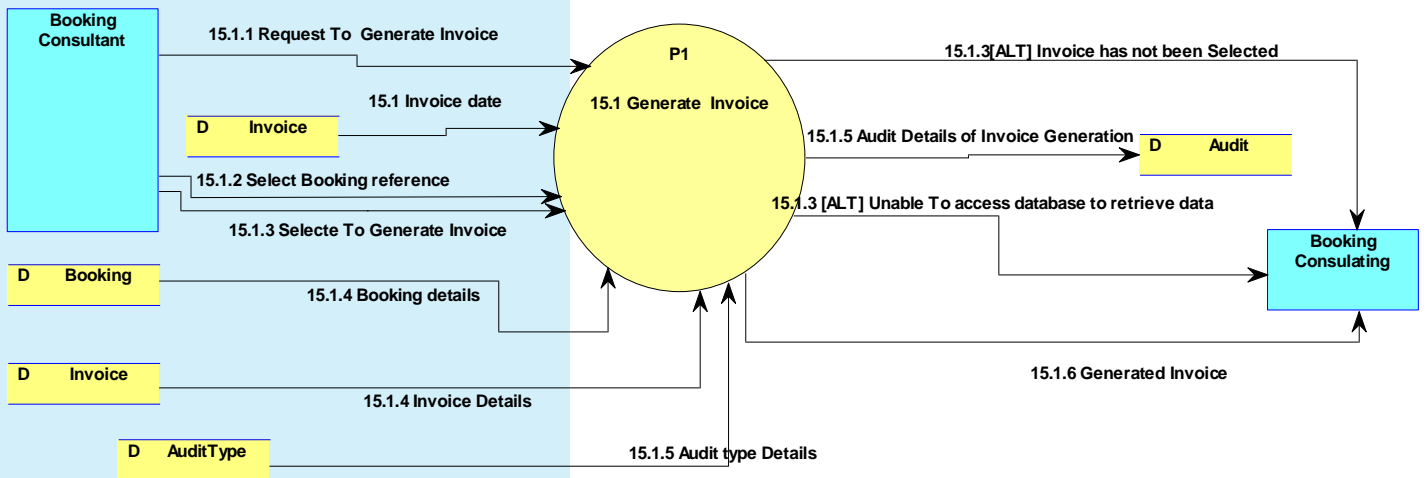 Booking
Consultant
15.1.1 Request To Generate Invoice
P1
15.1.3[ALT] Invoice has not been Selected
15.1 Invoice date
15.1 Generate Invoice
D Invoice
15.1.5 Audit Details of Invoice Generation
D Audit
15.1.2 Select Booking reference
15.1.3 [ALT] Unable To access database to retrieve data
15.1.3 Selecte To Generate Invoice
Booking
Consulating
D Booking
15.1.4 Booking details
D Invoice
15.1.6 Generated Invoice
15.1.4 Invoice Details
D AuditType
15.1.5 Audit type Details